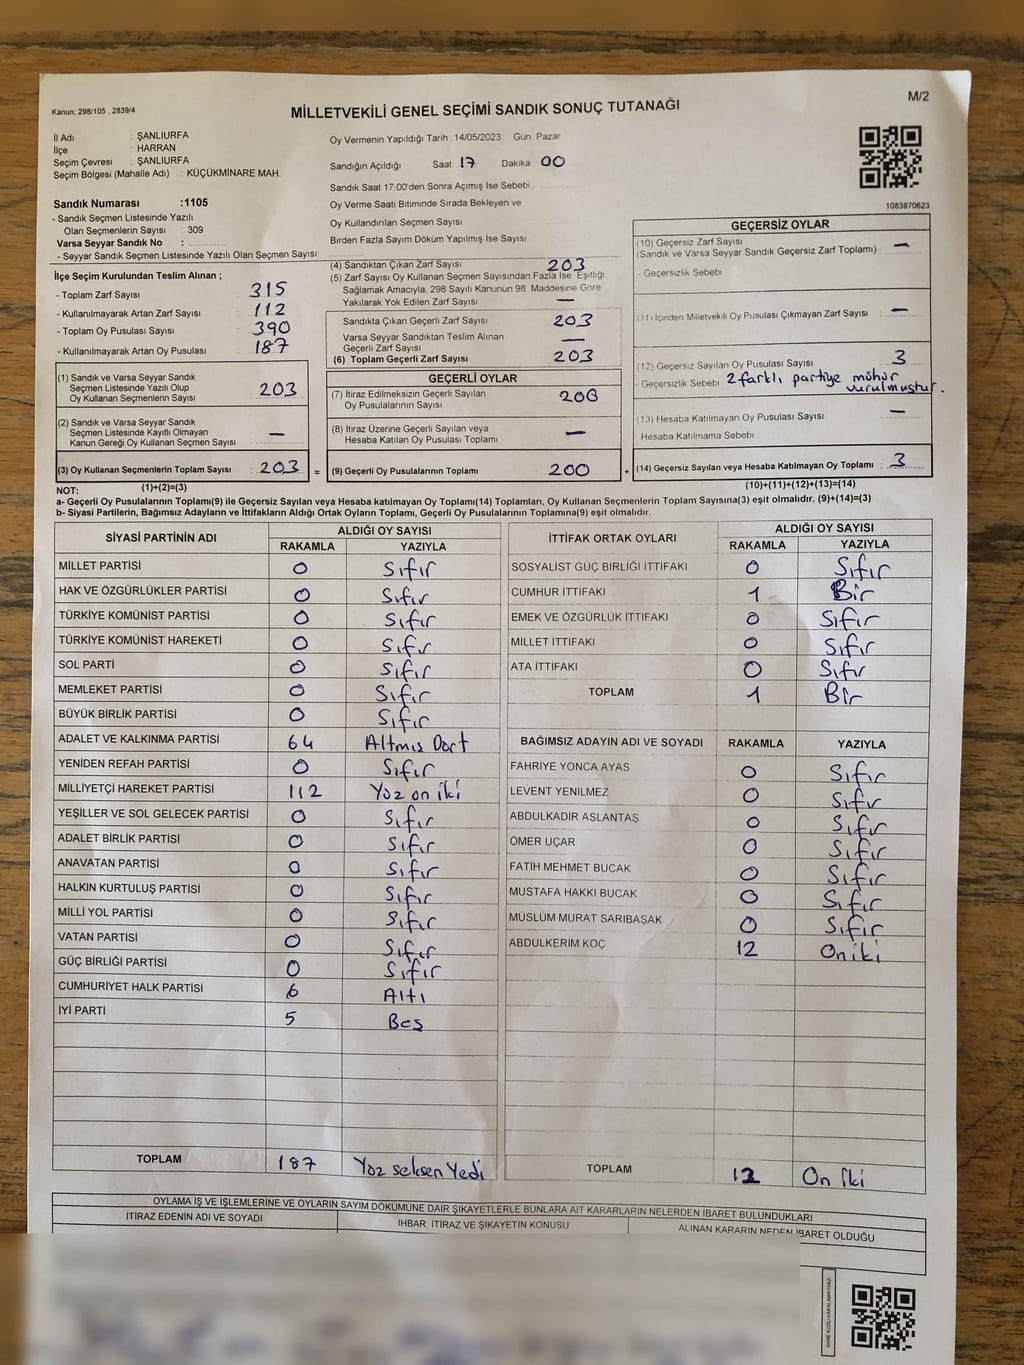 Kanun; 298/105 , 2839/4
MİLLETVEKİLİ GENEL SEÇİMİ SANDIK SONUÇ TUTANAĞI
M/2
İl Adı : ŞANLIURFA
İlçe : HARRAN
Seçim Çevresi : ŞANLIURFA
Seçim Bölgesi (Mahalle Adı) : KÜÇÜKMİNARE MAH.
Oy Vermenin Yapıldığı Tarih 14/05/2023 Gün Pazar
Sandığın Açıldığı Saat 17 Dakika 00
Sandık Saat 17:00'den Sonra Açımış İse Sebebi
Oy Verme Saati Bitiminde Sırada Bekleyen ve
Oy Kullandırılan Seçmen Sayısı
Birden Fazla Sayım Döküm Yapılmış İse Sayısı
1083870623
Sandık Numarası :1105
- Sandık Seçmen Listesinde Yazılı
Olan Seçmenlerin Sayısı : 309
Varsa Seyyar Sandık No :
- Seyyar Sandık Seçmen Listesinde Yazılı Olan Seçmen Sayısı:
İlçe Seçim Kurulundan Teslim Alınan ;
- Toplam Zarf Sayısı 315
- Kullanılmayarak Artan Zarf Sayısı 112
- Toplam Oy Pusulası Sayısı 390
- Kullanılmayarak Artan Oy Pusulası 187
(1) Sandık ve Varsa Seyyar Sandık
Seçmen Listesinde Yazılı Olup
Oy Kullanan Seçmenlerin Sayısı 203
(2) Sandık ve Varsa Seyyar Sandık
Seçmen Listesinde Kayıtlı Olmayan
Kanun Gereği Oy Kullanan Seçmen Sayısı —
(3) Oy Kullanan Seçmenlerin Toplam Sayısı 203 =
(1)+(2)=(3)
(4) Sandıktan Çıkan Zarf Sayısı 203
(5) Zarf Sayısı Oy Kullanan Seçmen Sayısından Fazla İse, Eşitliği
Sağlamak Amacıyla, 298 Sayılı Kanunun 98. Maddesine Göre
Yakılarak Yok Edilen Zarf Sayısı —
Sandıkta Çıkan Geçerli Zarf Sayısı 203
Varsa Seyyar Sandıktan Teslim Alınan
Geçerli Zarf Sayısı —
(6) Toplam Geçerli Zarf Sayısı 203
GEÇERLİ OYLAR
(7) İtiraz Edilmeksizin Geçerli Sayılan
Oy Pusulalarının Sayısı 200
(8) İtiraz Üzerine Geçerli Sayılan veya
Hesaba Katılan Oy Pusulası Toplamı —
(9) Geçerli Oy Pusulalarının Toplamı 200 +
GEÇERSİZ OYLAR
(10) Geçersiz Zarf Sayısı
(Sandık ve Varsa Seyyar Sandık Geçersiz Zarf Toplamı) : —
- Geçersizlik Sebebi
(11) İçinden Milletvekili Oy Pusulası Çıkmayan Zarf Sayısı —
(12) Geçersiz Sayılan Oy Pusulası Sayısı 3
- Geçersizlik Sebebi 2 farklı partiye mühür
vurulmuştur.
(13) Hesaba Katılmayan Oy Pusulası Sayısı —
Hesaba Katılmama Sebebi
(14) Geçersiz Sayılan veya Hesaba Katılmayan Oy Toplamı : 3
(10)+(11)+(12)+(13)=(14)
NOT:
a- Geçerli Oy Pusulalarının Toplamı(9) ile Geçersiz Sayılan veya Hesaba katılmayan Oy Toplamı(14) Toplamları, Oy Kullanan Seçmenlerin Toplam Sayısına(3) eşit olmalıdır. (9)+(14)=(3)
b- Siyasi Partilerin, Bağımsız Adayların ve İttifakların Aldığı Ortak Oyların Toplamı, Geçerli Oy Pusulalarının Toplamına(9) eşit olmalıdır.
SİYASİ PARTİNİN ADI ALDIĞI OY SAYISI
RAKAMLA YAZIYLA
MİLLET PARTİSİ 0 Sıfır
HAK VE ÖZGÜRLÜKLER PARTİSİ 0 Sıfır
TÜRKİYE KOMÜNİST PARTİSİ 0 Sıfır
TÜRKİYE KOMÜNİST HAREKETİ 0 Sıfır
SOL PARTİ 0 Sıfır
MEMLEKET PARTİSİ 0 Sıfır
BÜYÜK BİRLİK PARTİSİ 0 Sıfır
ADALET VE KALKINMA PARTİSİ 64 Altmış Dört
YENİDEN REFAH PARTİSİ 0 Sıfır
MİLLİYETÇİ HAREKET PARTİSİ 112 Yüz on iki
YEŞİLLER VE SOL GELECEK PARTİSİ 0 Sıfır
ADALET BİRLİK PARTİSİ 0 Sıfır
ANAVATAN PARTİSİ 0 Sıfır
HALKIN KURTULUŞ PARTİSİ 0 Sıfır
MİLLİ YOL PARTİSİ 0 Sıfır
VATAN PARTİSİ 0 Sıfır
GÜÇ BİRLİĞİ PARTİSİ 0 Sıfır
CUMHURİYET HALK PARTİSİ 6 Altı
İYİ PARTİ 5 Beş
TOPLAM 187 Yüz seksen Yedi
İTTİFAK ORTAK OYLARI ALDIĞI OY SAYISI
RAKAMLA YAZIYLA
SOSYALİST GÜÇ BİRLİĞİ İTTİFAKI 0 Sıfır
CUMHUR İTTİFAKI 1 Bir
EMEK VE ÖZGÜRLÜK İTTİFAKI 0 Sıfır
MİLLET İTTİFAKI 0 Sıfır
ATA İTTİFAKI 0 Sıfır
TOPLAM 1 Bir
BAĞIMSIZ ADAYIN ADI VE SOYADI RAKAMLA YAZIYLA
FAHRİYE YONCA AYAS 0 Sıfır
LEVENT YENİLMEZ 0 Sıfır
ABDULKADİR ASLANTAŞ 0 Sıfır
ÖMER UÇAR 0 Sıfır
FATİH MEHMET BUCAK 0 Sıfır
MUSTAFA HAKKI BUCAK 0 Sıfır
MÜSLÜM MURAT SARIBAŞAK 0 Sıfır
ABDULKERİM KOÇ 12 On iki
TOPLAM 12 On İki
OYLAMA İŞ VE İŞLEMLERİNE VE OYLARIN SAYIM DÖKÜMÜNE DAİR ŞİKAYETLERLE BUNLARA AİT KARARLARIN NELERDEN İBARET BULUNDUKLARI
İTİRAZ EDENİN ADI VE SOYADI İHBAR, İTİRAZ VE ŞİKAYETİN KONUSU ALINAN KARARIN NEDEN İBARET OLDUĞU